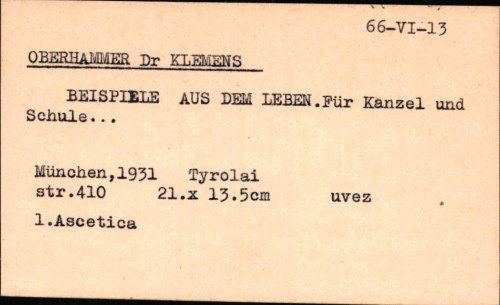 66-VI-13
OBERHAMMER Dr KLEMENS
BEISPIELE AUS DEM LEBEN.Für Kanzel und
Schule...
München,1931 Tyrolai
str.410 21.x 13.5cm uvez
1.Ascetica